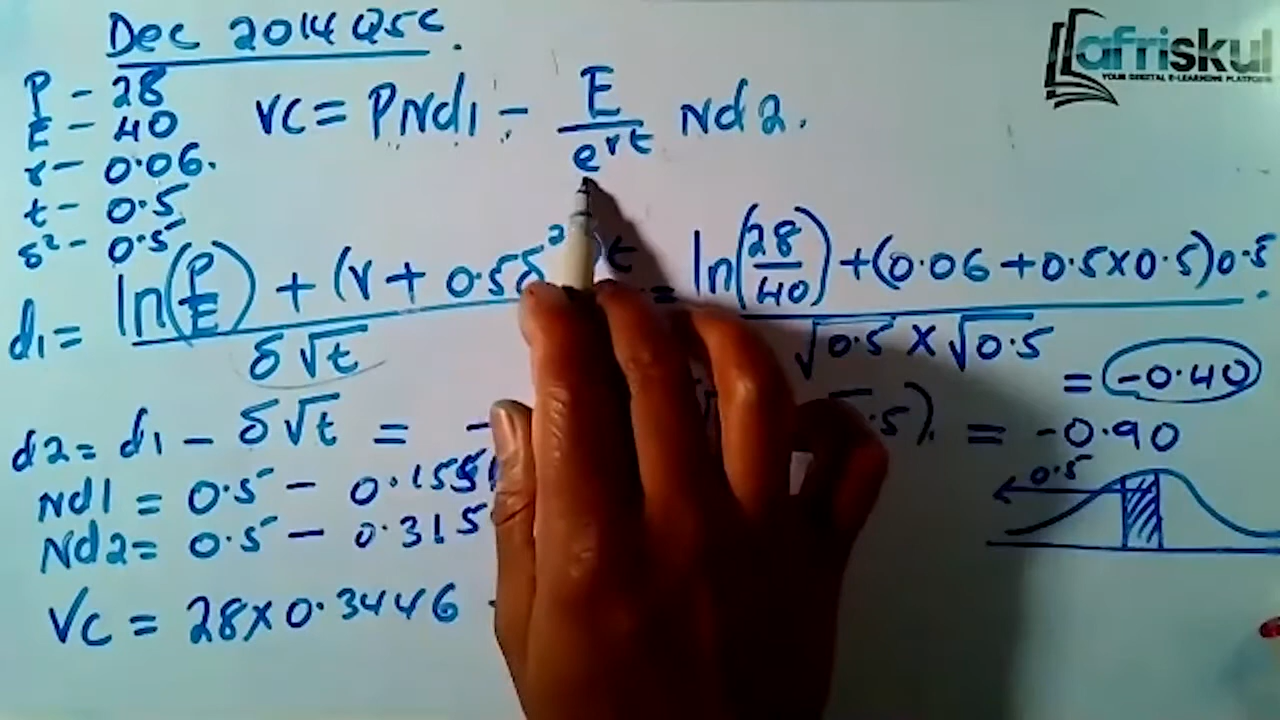 Dec 2014 Q5c.
afriskul
YOUR DIGITAL E-LEARNING PLATFORM
P - 28
E - 40
r - 0.06.
t - 0.5
δ² - 0.5
VC = PNd1 - E/e^rt Nd2.
d1 = ln(P/E) + (r + 0.5δ² )t / δ√t = ln(28/40) + (0.06 + 0.5×0.5)0.5 / √0.5 × √0.5 = -0.40
d2 = d1 - δ√t = - .5). = -0.90
Nd1 = 0.5 - 0.155
Nd2 = 0.5 - 0.315
0.5
VC = 28×0.3446 -